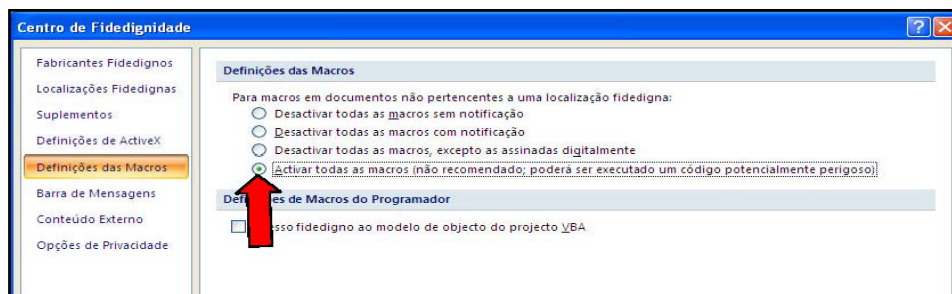 Centro de Fidedignidade
Fabricantes Fidedignos
Localizações Fidedignas
Suplementos
Definições de ActiveX
Definições das Macros
Barra de Mensagens
Conteúdo Externo
Opções de Privacidade
Definições das Macros
Para macros em documentos não pertencentes a uma localização fidedigna:
Desactivar todas as macros sem notificação
Desactivar todas as macros com notificação
Desactivar todas as macros, excepto as assinadas digitalmente
Activar todas as macros (não recomendado; poderá ser executado um código potencialmente perigoso)
de Macros do Programador
fidedigno ao modelo de objecto do projecto VBA